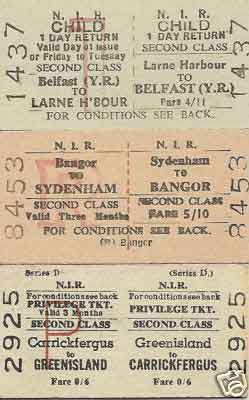 N. I. R. N. I. R.
CHILD CHILD
1 DAY RETURN 1 DAY RETURN
Valid Day of issue SECOND CLASS
or Friday to Tuesday Larne Harbour
SECOND CLASS TO
Belfast (Y.R.) BELFAST (Y.R.)
TO Fare 4/11
LARNE H'BOUR
FOR CONDITIONS SEE BACK.
1437 1437
N. I. R. N. I. R.
Bangor Sydenham
TO TO
SYDENHAM BANGOR
SECOND CLASS SECOND CLASS
Valid Three Months FARE 5/10
FOR CONDITIONS SEE BACK.
(R) Bangor
8453 8453
Series D (Series D.)
N.I.R. N.I.R.
For conditions see back For conditions see back
PRIVILEGE TKT. PRIVILEGE TKT.
Valid 3 Months SECOND CLASS
SECOND CLASS Greenisland
Carrickfergus to
to CARRICKFERGUS
GREENISLAND Fare 0/6
Fare 0/6
P
2925 2925